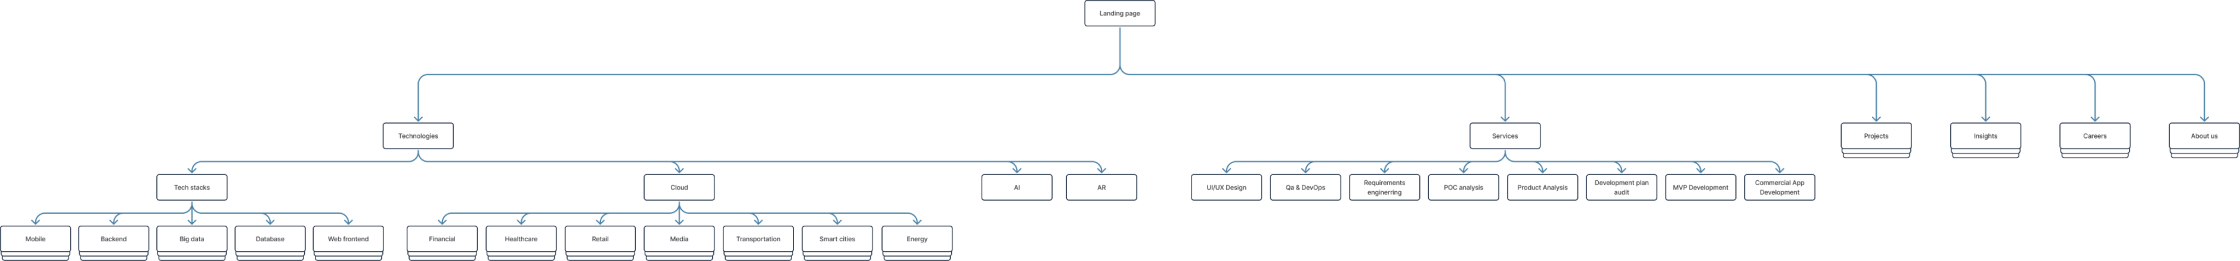 Landing page
Technologies
Services
Projects
Insights
Careers
About us
Tech stacks
Cloud
AI
AR
UI/UX Design
Qa & DevOps
Requirements
enginerring
POC analysis
Product Analysis
Development plan
audit
MVP Development
Commercial App
Development
Mobile
Backend
Big data
Database
Web frontend
Financial
Healthcare
Retail
Media
Transportation
Smart cities
Energy